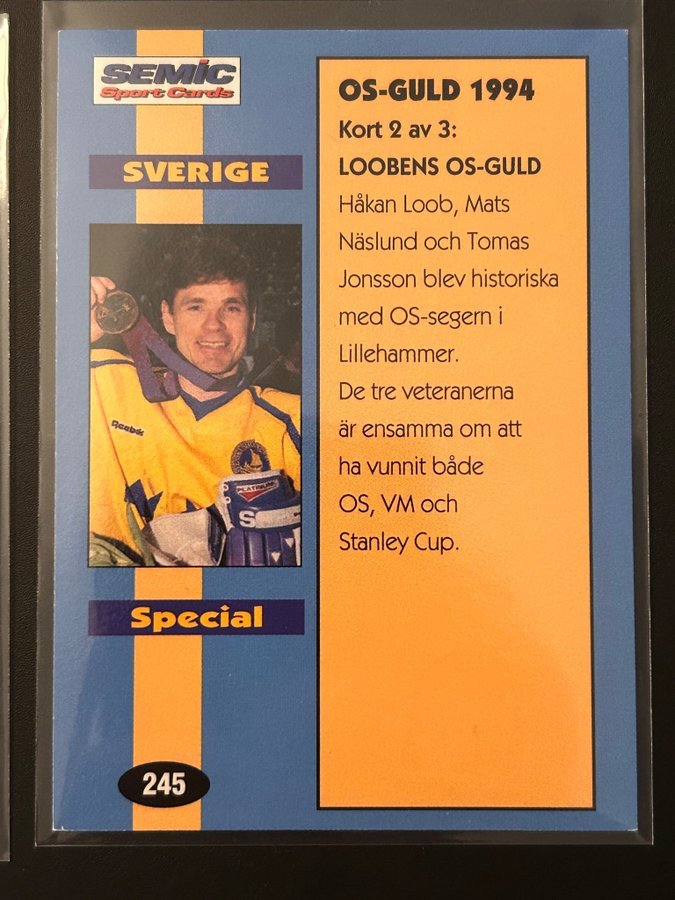 SEMIC
Sport Cards
SVERIGE
Reebok
PLATINUM
S
Special
245
OS-GULD 1994
Kort 2 av 3:
LOOBENS OS-GULD
Håkan Loob, Mats
Näslund och Tomas
Jonsson blev historiska
med OS-segern i
Lillehammer.
De tre veteranerna
är ensamma om att
ha vunnit både
OS, VM och
Stanley Cup.